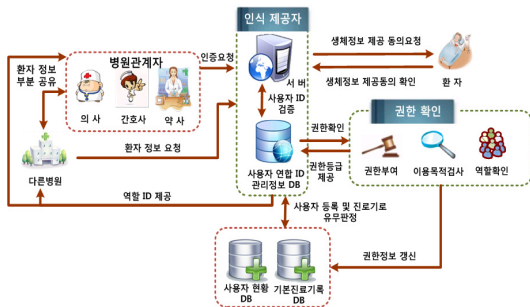 인식 제공자
환자 정보
부분 공유
병원관계자
인증요청
의 사
간호사
약 사
서 버
사용자 ID
검증
생체정보 제공 동의요청
생체정보 제공동의 확인
환 자
다른병원
환자 정보 요청
사용자 연합 ID
관리정보 DB
권한확인
권한등급
제공
권한 확인
권한부여
이용목적검사
역할확인
역할 ID 제공
사용자 등록 및 진료기로
유무판정
권한정보 갱신
사용자 현황
DB
기본진료기록
DB